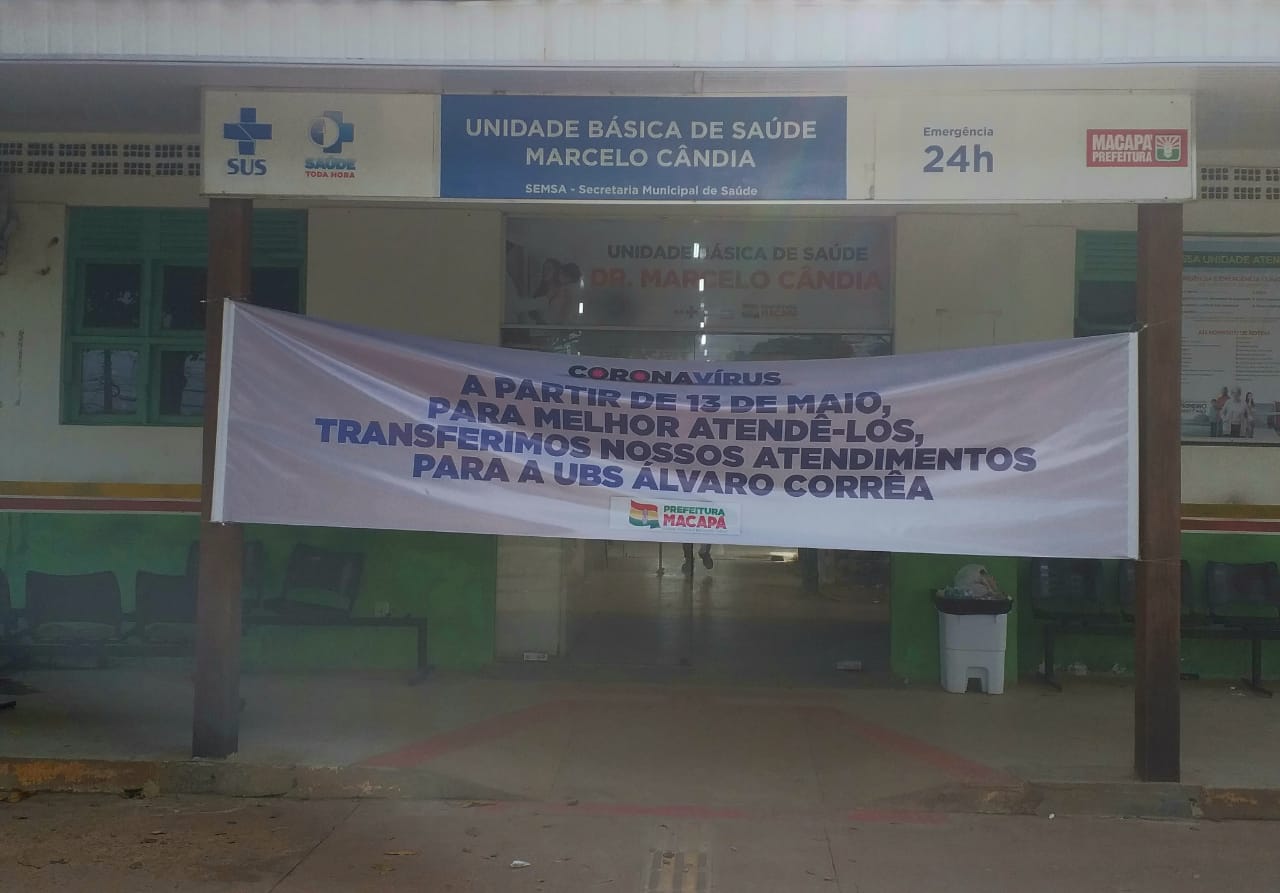 SUS
SAÚDE
TODA HORA
UNIDADE BÁSICA DE SAÚDE
MARCELO CÂNDIA
SEMSA - Secretaria Municipal de Saúde
Emergência
24h
MACAPÁ
PREFEITURA
UNIDADE BÁSICA DE SAÚDE
DR. MARCELO CÂNDIA
CORONAVÍRUS
A PARTIR DE 13 DE MAIO,
PARA MELHOR ATENDÊ-LOS,
TRANSFERIMOS NOSSOS ATENDIMENTOS
PARA A UBS ÁLVARO CORRÊA
PREFEITURA
MACAPÁ
UNIDADE ATEN